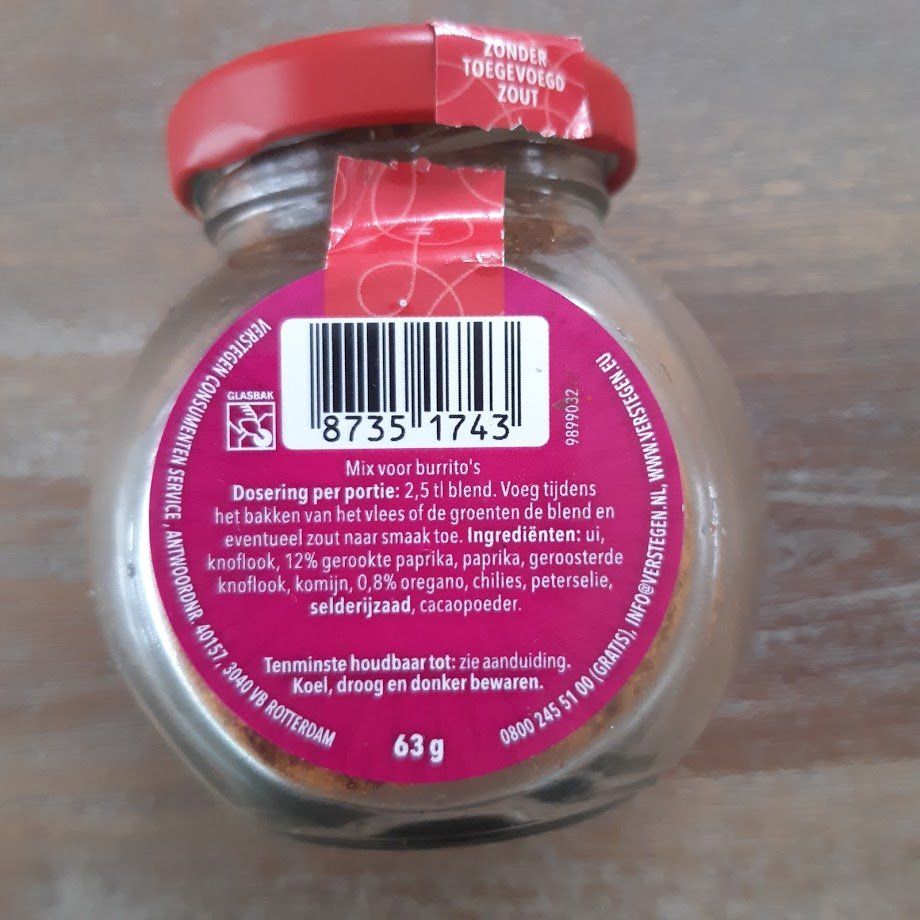 ZONDER
TOEGEVOEGD
ZOUT
GLASBAK
8735 1743
9899032
Mix voor burrito's
Dosering per portie: 2,5 tl blend. Voeg tijdens
het bakken van het vlees of de groenten de blend en
eventueel zout naar smaak toe. Ingrediënten: ui,
knoflook, 12% gerookte paprika, paprika, geroosterde
knoflook, komijn, 0,8% oregano, chilies, peterselie,
selderijzaad, cacaopoeder.
Tenminste houdbaar tot: zie aanduiding.
Koel, droog en donker bewaren.
63 g
VERSTEGEN CONSUMENTEN SERVICE, ANTWOORDNR. 40157, 3040 VB ROTTERDAM
0800 245 51 00 (GRATIS), INFO@VERSTEGEN.NL, WWW.VERSTEGEN.EU